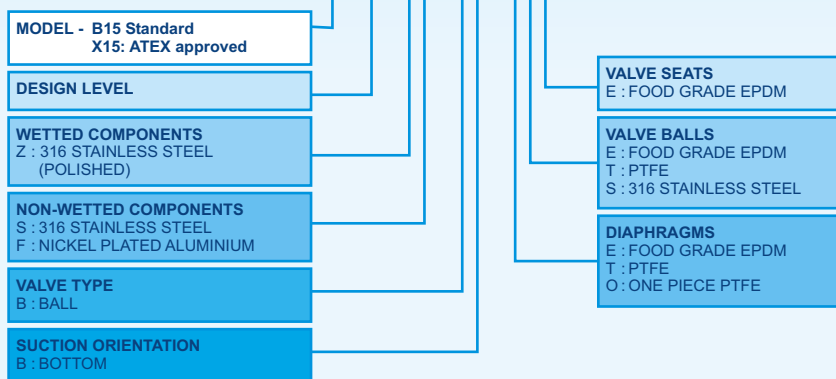 MODEL - B15 Standard
X15: ATEX approved
DESIGN LEVEL
WETTED COMPONENTS
Z : 316 STAINLESS STEEL
(POLISHED)
NON-WETTED COMPONENTS
S : 316 STAINLESS STEEL
F : NICKEL PLATED ALUMINIUM
VALVE TYPE
B : BALL
SUCTION ORIENTATION
B : BOTTOM
VALVE SEATS
E : FOOD GRADE EPDM
VALVE BALLS
E : FOOD GRADE EPDM
T : PTFE
S : 316 STAINLESS STEEL
DIAPHRAGMS
E : FOOD GRADE EPDM
T : PTFE
O : ONE PIECE PTFE